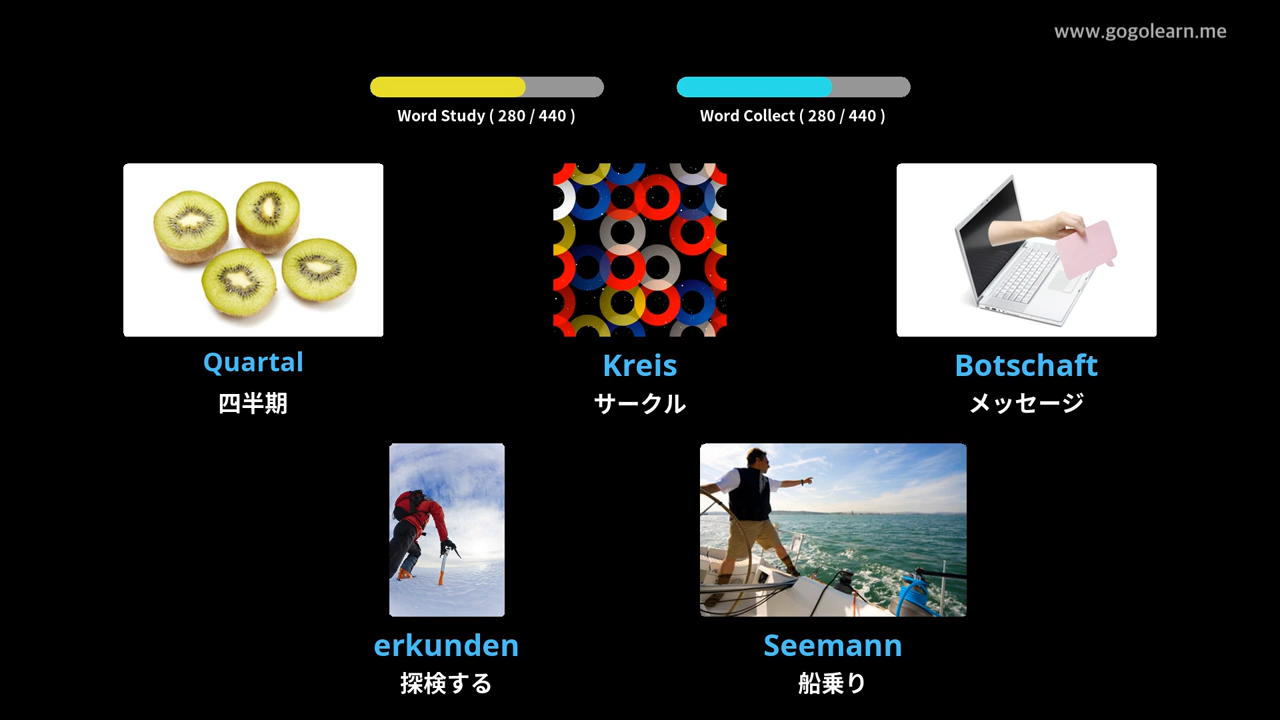 www.gogolearn.me
Word Study ( 280 / 440 )
Word Collect ( 280 / 440 )
Quartal
四半期
Kreis
サークル
Botschaft
メッセージ
erkunden
探検する
Seemann
船乗り